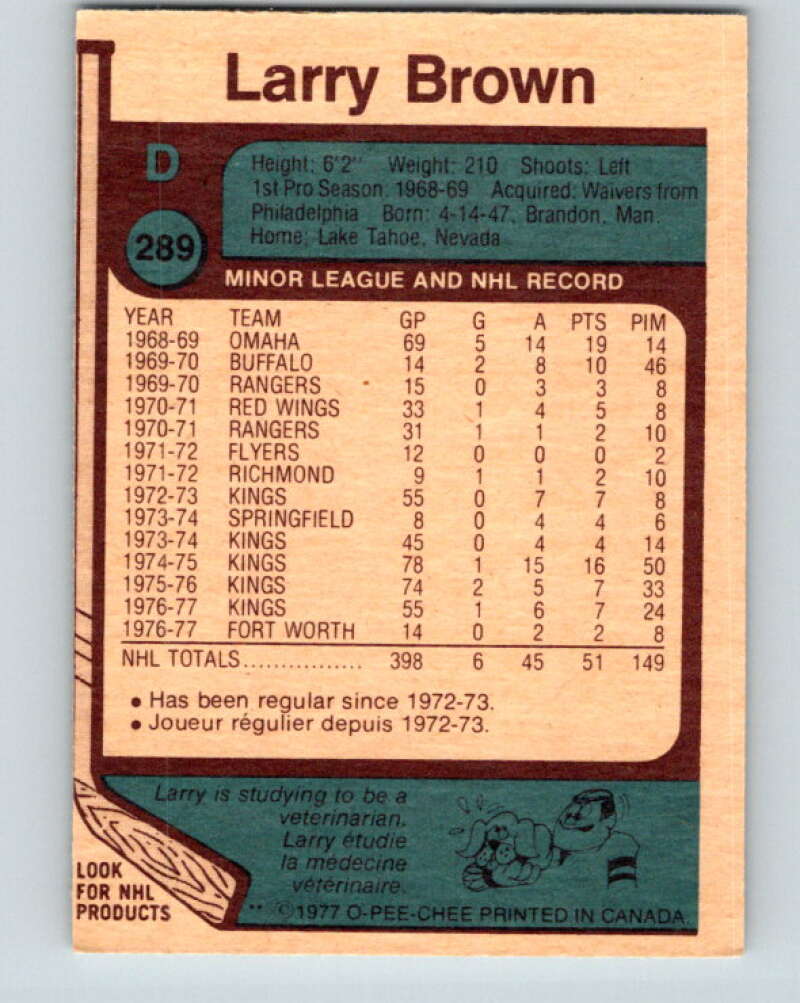 Larry Brown
D
Height: 6'2" Weight: 210 Shoots: Left
1st Pro Season: 1968-69 Acquired: Waivers from
Philadelphia Born: 4-14-47, Brandon, Man.
Home: Lake Tahoe, Nevada
289
MINOR LEAGUE AND NHL RECORD
YEAR TEAM GP G A PTS PIM
1968-69 OMAHA 69 5 14 19 14
1969-70 BUFFALO 14 2 8 10 46
1969-70 RANGERS 15 0 3 3 8
1970-71 RED WINGS 33 1 4 5 8
1970-71 RANGERS 31 1 1 2 10
1971-72 FLYERS 12 0 0 0 2
1971-72 RICHMOND 9 1 1 2 10
1972-73 KINGS 55 0 7 7 8
1973-74 SPRINGFIELD 8 0 4 4 6
1973-74 KINGS 45 0 4 4 14
1974-75 KINGS 78 1 15 16 50
1975-76 KINGS 74 2 5 7 33
1976-77 KINGS 55 1 6 7 24
1976-77 FORT WORTH 14 0 2 2 8
NHL TOTALS................ 398 6 45 51 149
• Has been regular since 1972-73.
• Joueur régulier depuis 1972-73.
Larry is studying to be a
veterinarian.
Larry étudie
la médecine
vétérinaire.
LOOK
FOR NHL
PRODUCTS
** ©1977 O-PEE-CHEE PRINTED IN CANADA